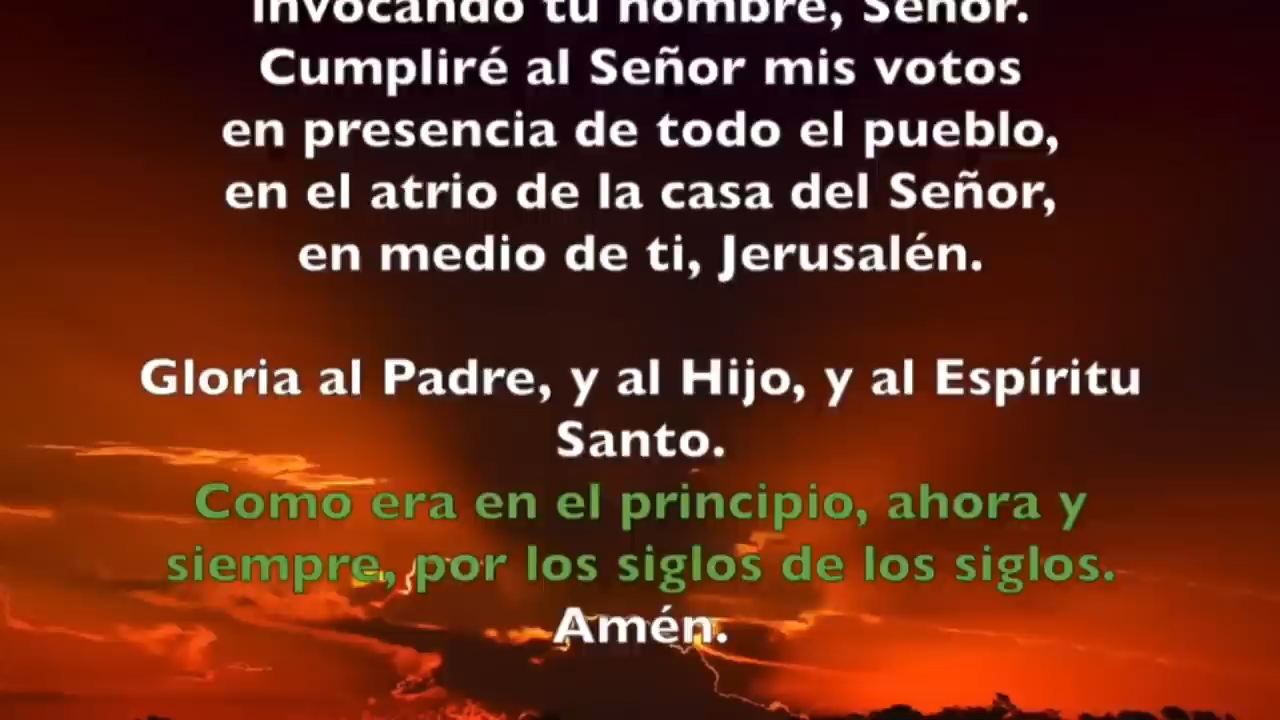 invocando tu nombre, Señor.
Cumpliré al Señor mis votos
en presencia de todo el pueblo,
en el atrio de la casa del Señor,
en medio de ti, Jerusalén.
Gloria al Padre, y al Hijo, y al Espíritu
Santo.
Como era en el principio, ahora y
siempre, por los siglos de los siglos.
Amén.